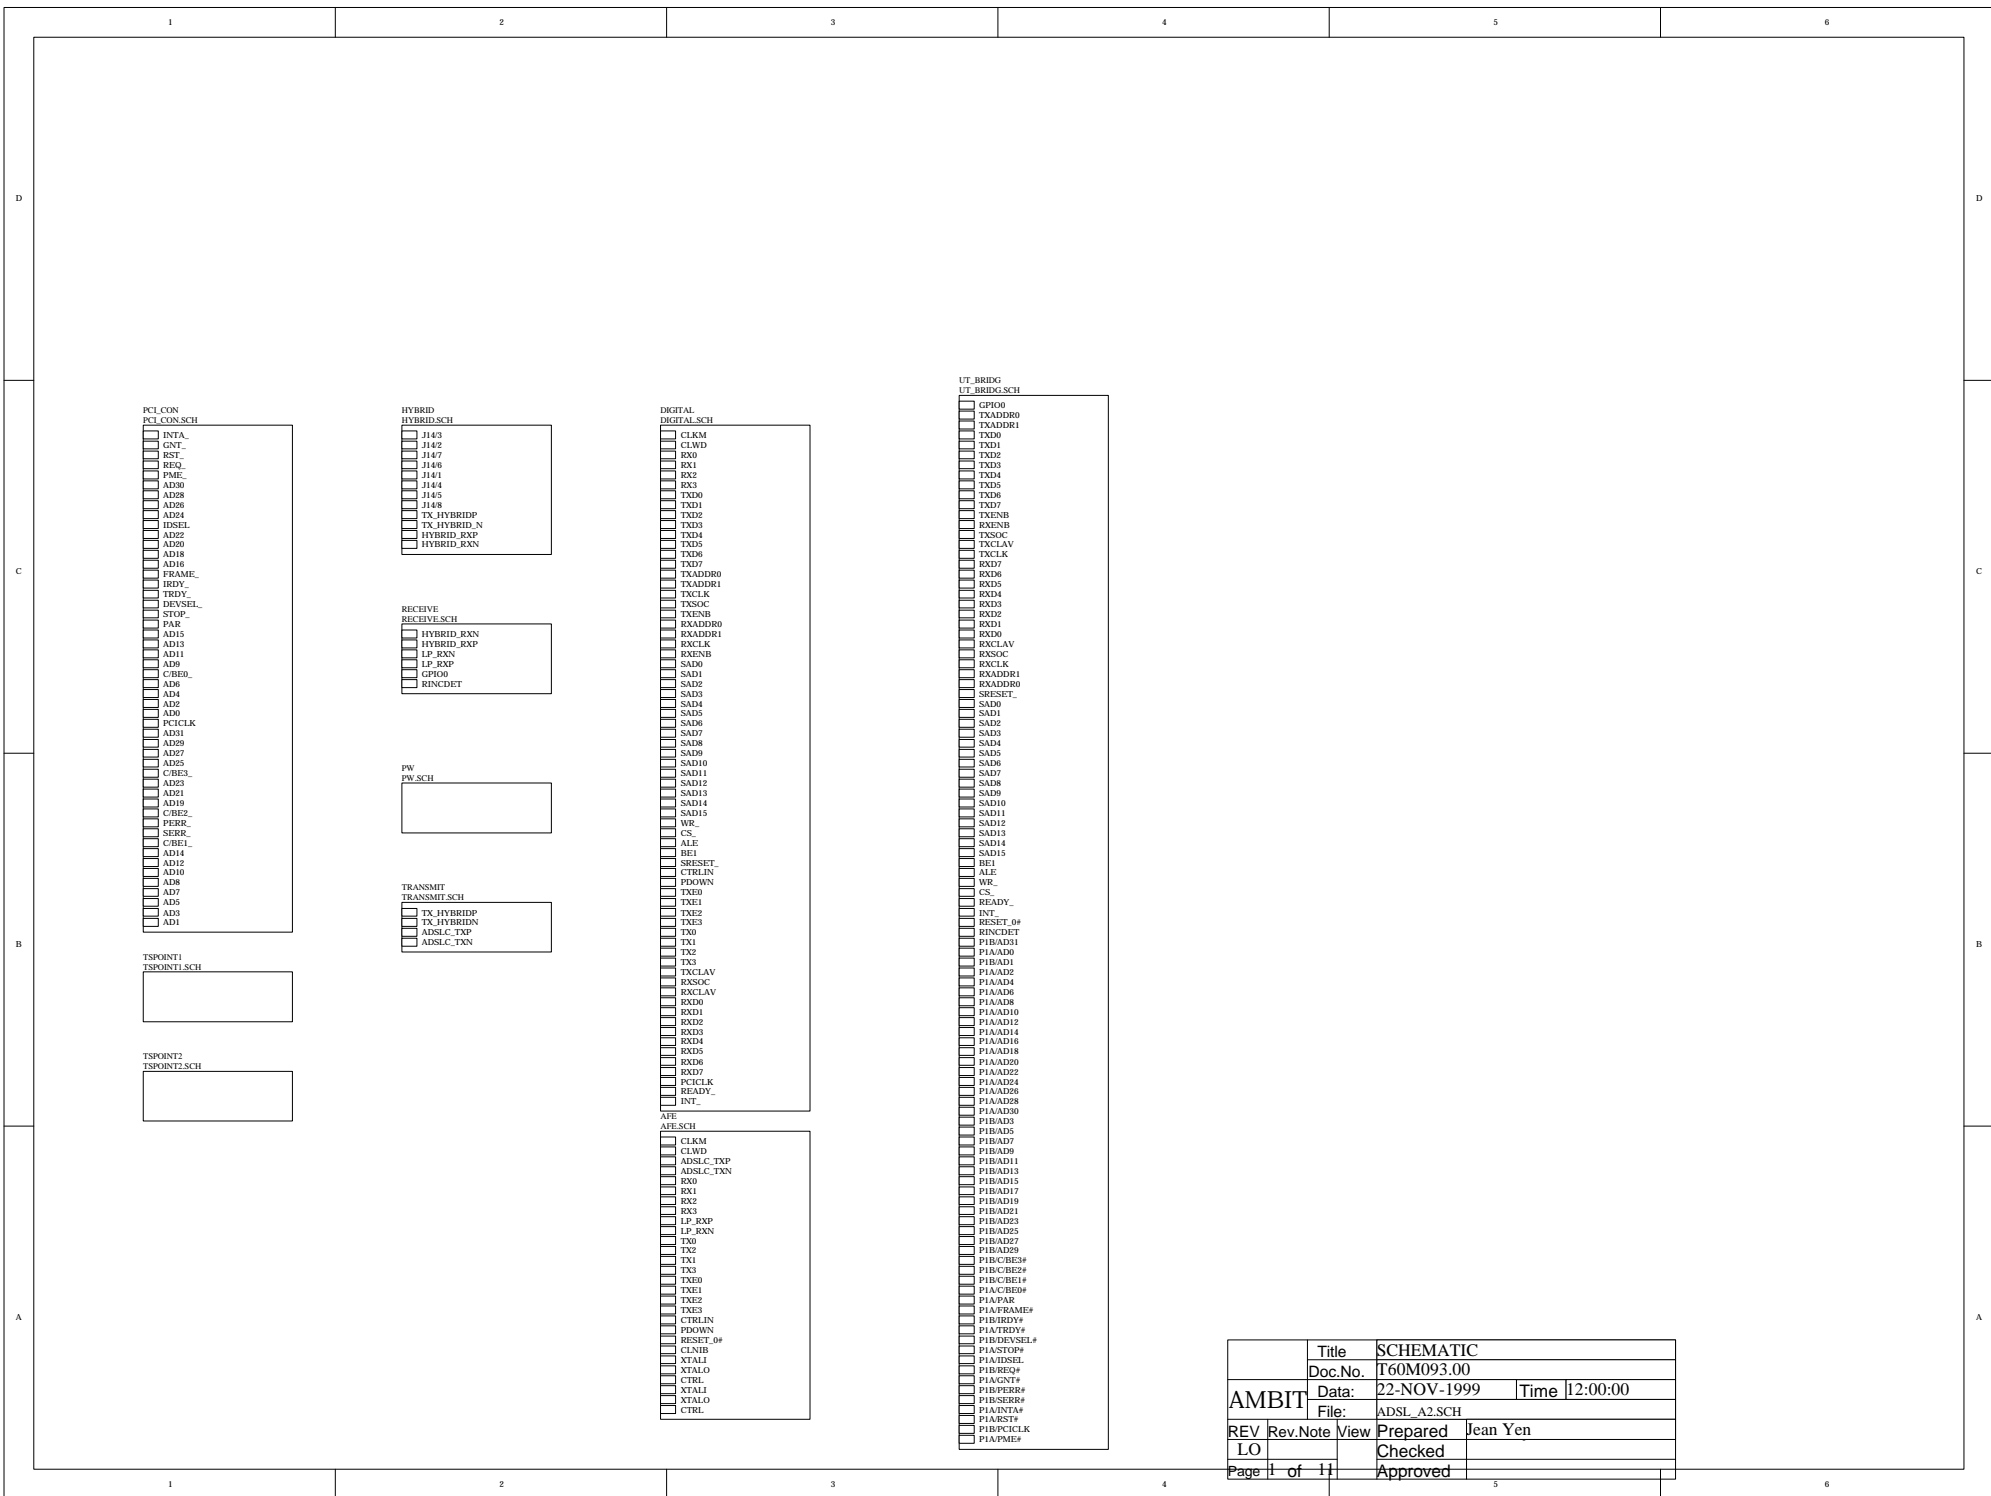 1 2 3 4 5 6
D D
C C
B B
A A
PCI_CON
PCI_CON.SCH
INTA_
GNT_
RST_
REQ_
PME_
AD30
AD28
AD26
AD24
IDSEL
AD22
AD20
AD18
AD16
FRAME_
IRDY_
TRDY_
DEVSEL_
STOP_
PAR
AD15
AD13
AD11
AD9
C/BE0_
AD6
AD4
AD2
AD0
PCICLK
AD31
AD29
AD27
AD25
C/BE3_
AD23
AD21
AD19
C/BE2_
PERR_
SERR_
C/BE1_
AD14
AD12
AD10
AD8
AD7
AD5
AD3
AD1
TSPOINT1
TSPOINT1.SCH
TSPOINT2
TSPOINT2.SCH
HYBRID
HYBRID.SCH
J14/3
J14/2
J14/7
J14/6
J14/1
J14/4
J14/5
J14/8
TX_HYBRIDP
TX_HYBRID_N
HYBRID_RXP
HYBRID_RXN
RECEIVE
RECEIVE.SCH
HYBRID_RXN
HYBRID_RXP
LP_RXN
LP_RXP
GPIO0
RINCDET
PW
PW.SCH
TRANSMIT
TRANSMIT.SCH
TX_HYBRIDP
TX_HYBRIDN
ADSLC_TXP
ADSLC_TXN
DIGITAL
DIGITAL.SCH
CLKM
CLWD
RX0
RX1
RX2
RX3
TXD0
TXD1
TXD2
TXD3
TXD4
TXD5
TXD6
TXD7
TXADDR0
TXADDR1
TXCLK
TXSOC
TXENB
RXADDR0
RXADDR1
RXCLK
RXENB
SAD0
SAD1
SAD2
SAD3
SAD4
SAD5
SAD6
SAD7
SAD8
SAD9
SAD10
SAD11
SAD12
SAD13
SAD14
SAD15
WR_
CS_
ALE
BE1
SRESET_
CTRLIN
PDOWN
TXE0
TXE1
TXE2
TXE3
TX0
TX1
TX2
TX3
TXCLAV
RXSOC
RXCLAV
RXD0
RXD1
RXD2
RXD3
RXD4
RXD5
RXD6
RXD7
PCICLK
READY_
INT_
AFE
AFE.SCH
CLKM
CLWD
ADSLC_TXP
ADSLC_TXN
RX0
RX1
RX2
RX3
LP_RXP
LP_RXN
TX0
TX2
TX1
TX3
TXE0
TXE1
TXE2
TXE3
CTRLIN
PDOWN
RESET_0#
CLNIB
XTALI
XTALO
CTRL
XTALI
XTALO
CTRL
UT_BRIDG
UT_BRIDG.SCH
GPIO0
TXADDR0
TXADDR1
TXD0
TXD1
TXD2
TXD3
TXD4
TXD5
TXD6
TXD7
TXENB
RXENB
TXSOC
TXCLAV
TXCLK
RXD7
RXD6
RXD5
RXD4
RXD3
RXD2
RXD1
RXD0
RXCLAV
RXSOC
RXCLK
RXADDR1
RXADDR0
SRESET_
SAD0
SAD1
SAD2
SAD3
SAD4
SAD5
SAD6
SAD7
SAD8
SAD9
SAD10
SAD11
SAD12
SAD13
SAD14
SAD15
BE1
ALE
WR_
CS_
READY_
INT_
RESET_0#
RINCDET
P1B/AD31
P1A/AD0
P1B/AD1
P1A/AD2
P1A/AD4
P1A/AD6
P1A/AD8
P1A/AD10
P1A/AD12
P1A/AD14
P1A/AD16
P1A/AD18
P1A/AD20
P1A/AD22
P1A/AD24
P1A/AD26
P1A/AD28
P1A/AD30
P1B/AD3
P1B/AD5
P1B/AD7
P1B/AD9
P1B/AD11
P1B/AD13
P1B/AD15
P1B/AD17
P1B/AD19
P1B/AD21
P1B/AD23
P1B/AD25
P1B/AD27
P1B/AD29
P1B/C/BE3#
P1B/C/BE2#
P1B/C/BE1#
P1A/C/BE0#
P1A/PAR
P1A/FRAME#
P1B/IRDY#
P1A/TRDY#
P1B/DEVSEL#
P1A/STOP#
P1A/IDSEL
P1B/REQ#
P1A/GNT#
P1B/PERR#
P1B/SERR#
P1A/INTA#
P1A/RST#
P1B/PCICLK
P1A/PME#
Title SCHEMATIC
Doc.No. T60M093.00
AMBIT Data: 22-NOV-1999 Time 12:00:00
File: ADSL_A2.SCH
REV Rev.Note View Prepared Jean Yen
LO Checked
Page 1 of 11 Approved
1 2 3 4 5 6